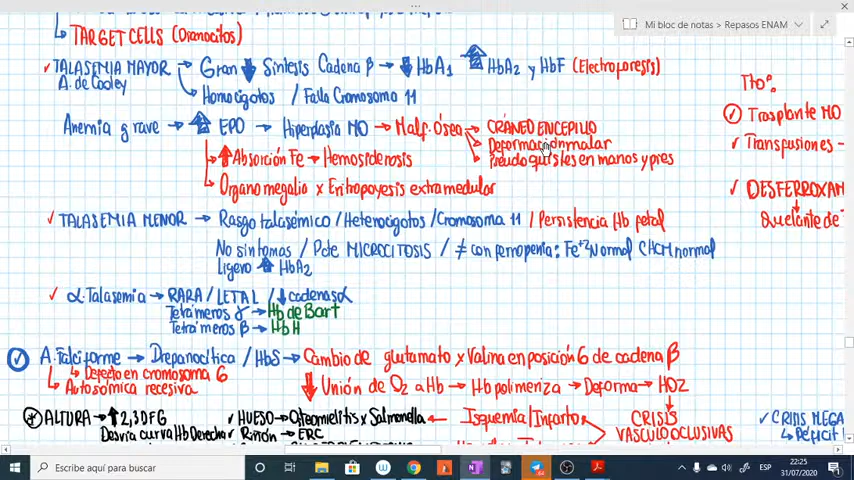 Mi bloc de notas › Repasos ENAM
TARGET CELLS (Dianocitos)
✓ TALASEMIA MAYOR → Gran ↓ Síntesis Cadena β → ↓ HbA1 ↑ HbA2 y HbF (Electroforesis)
A. de Cooley
Homocigotos / Falla Cromosoma 11
Tto:
Anemia grave → ↑ EPO → Hiperplasia MO → Malf. Ósea → CRÁNEO EN CEPILLO
→ Deformación malar
→ Pseudoquistes en manos y pies
✓ Trasplante MO
✓ Transfusiones -
↑ Absorción Fe → Hemosiderosis
Organomegalia x Eritropoyesis extramedular
✓ DESFERROXAM
Quelante de
✓ TALASEMIA MENOR → Rasgo talasémico / Heterocigotos / Cromosoma 11 / Persistencia Hb fetal
No síntomas / Pcte MICROCITOSIS / ≠ con ferropenia: Fe+2 Normal CHCM normal
Ligero ↑ HbA2
✓ α-Talasemia → RARA / LETAL / ↓ cadenas α
Tetrámeros γ → Hb de Bart
Tetrámeros β → Hb H
✓ A. Falciforme → Drepanocítica / HbS → Cambio de glutamato x Valina en posición 6 de cadena β
Defecto en cromosoma 6
Autosómica recesiva
↓ Unión de O2 a Hb → Hb polimeriza → Deforma → HO2
ALTURA → ↑ 2,3 DFG
Desvía curva Hb Derecha
✓ HUESO → Osteomielitis x Salmonella ← Isquemia/Infarto
✓ Riñón → ERC
CRISIS
VASCULOOCLUSIVAS
✓ CRISIS MEGA
Déficit
Escribe aquí para buscar
ESP
22:25
31/07/2020